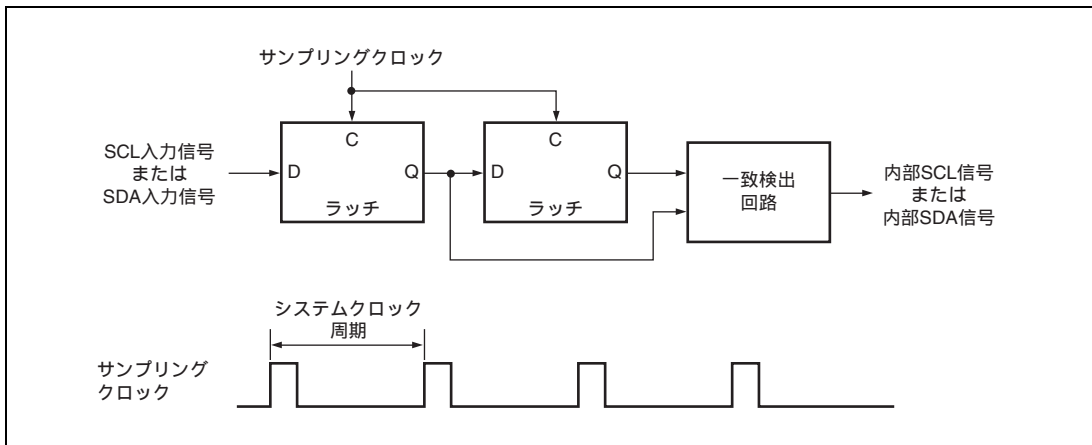 サンプリングクロック
SCL入力信号
または
SDA入力信号
C
D
Q
ラッチ
C
D
Q
ラッチ
一致検出
回路
内部SCL信号
または
内部SDA信号
システムクロック
周期
サンプリング
クロック